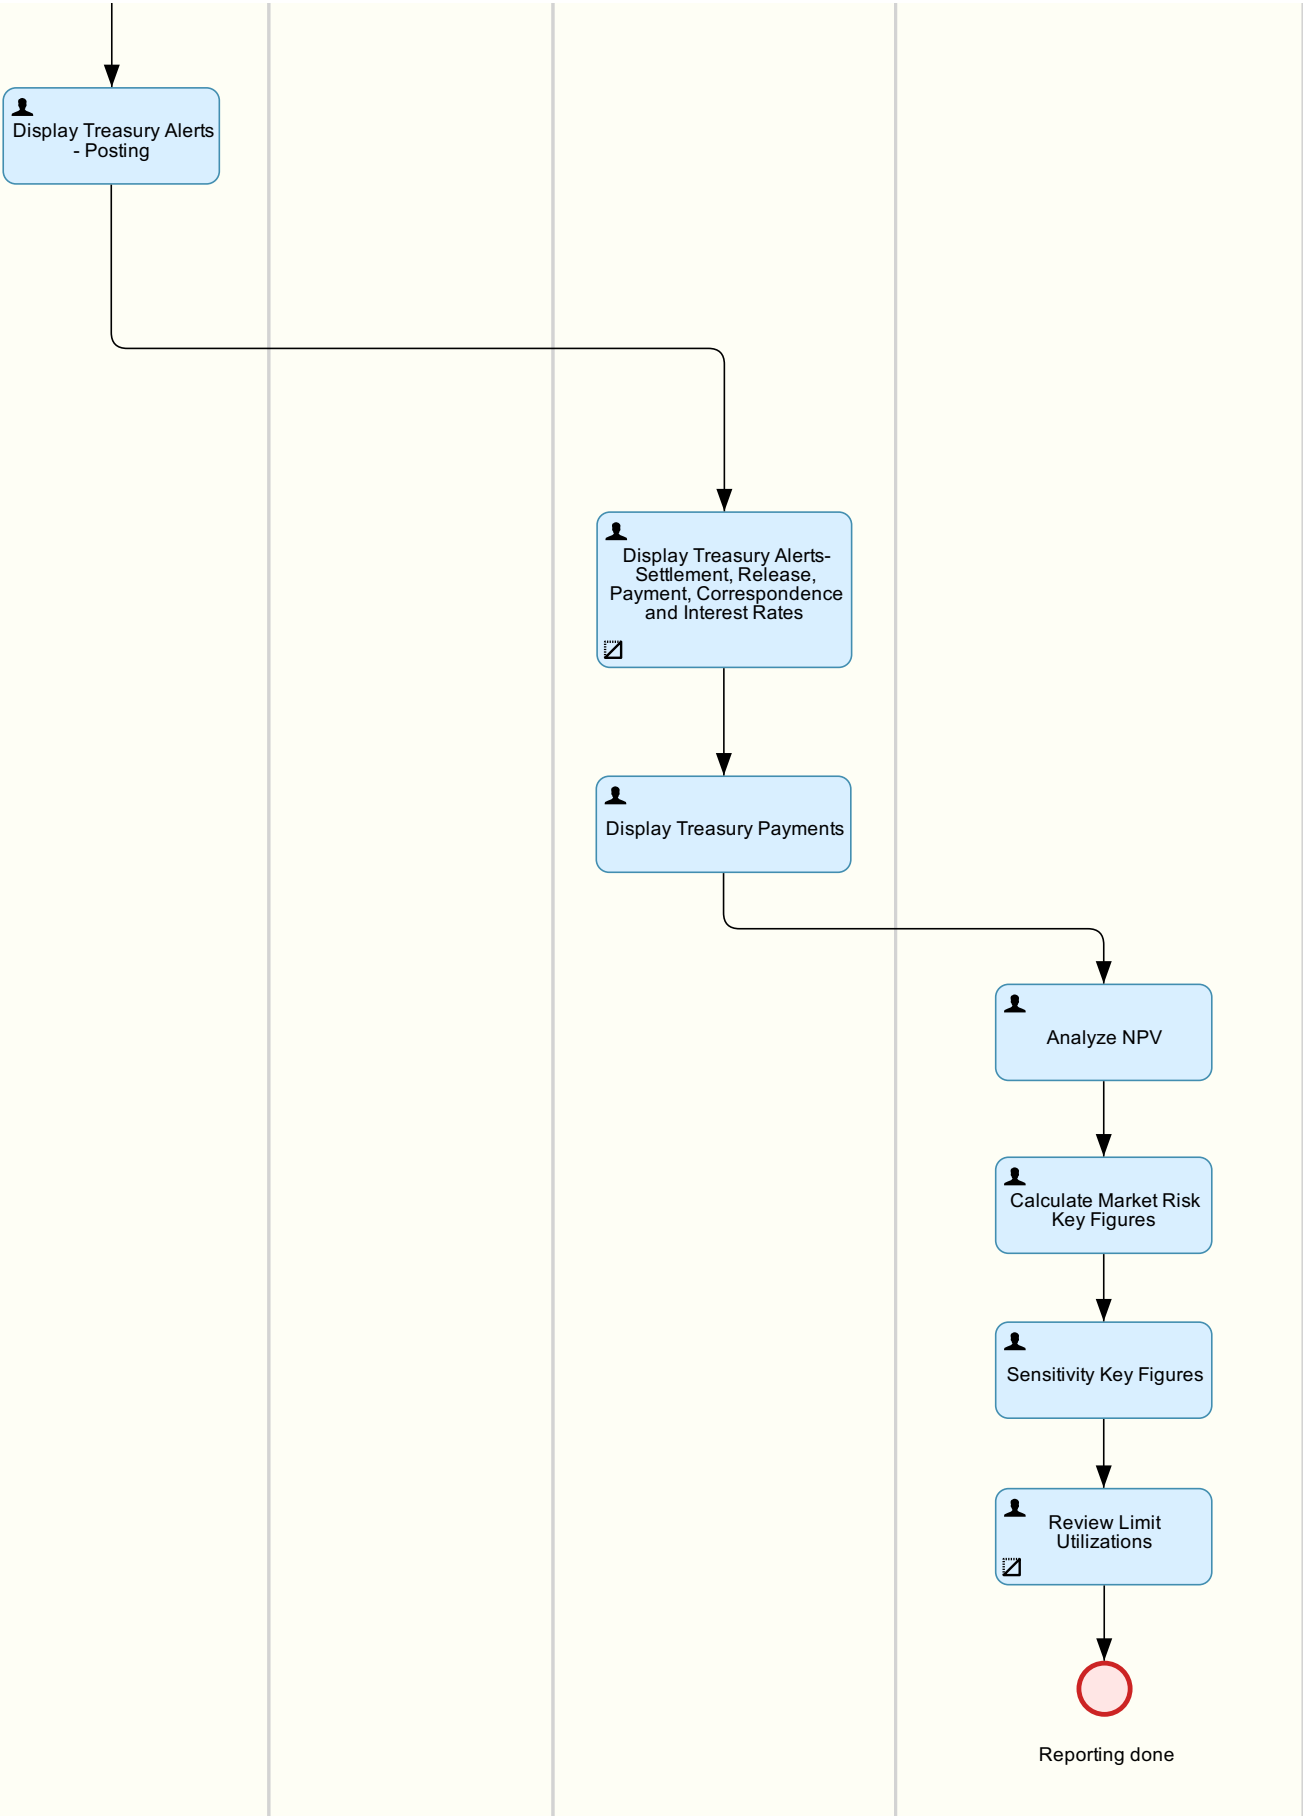 Display Treasury Alerts
- Posting
Display Treasury Alerts-
Settlement, Release,
Payment, Correspondence
and Interest Rates
Display Treasury Payments
Analyze NPV
Calculate Market Risk
Key Figures
Sensitivity Key Figures
Review Limit
Utilizations
Reporting done